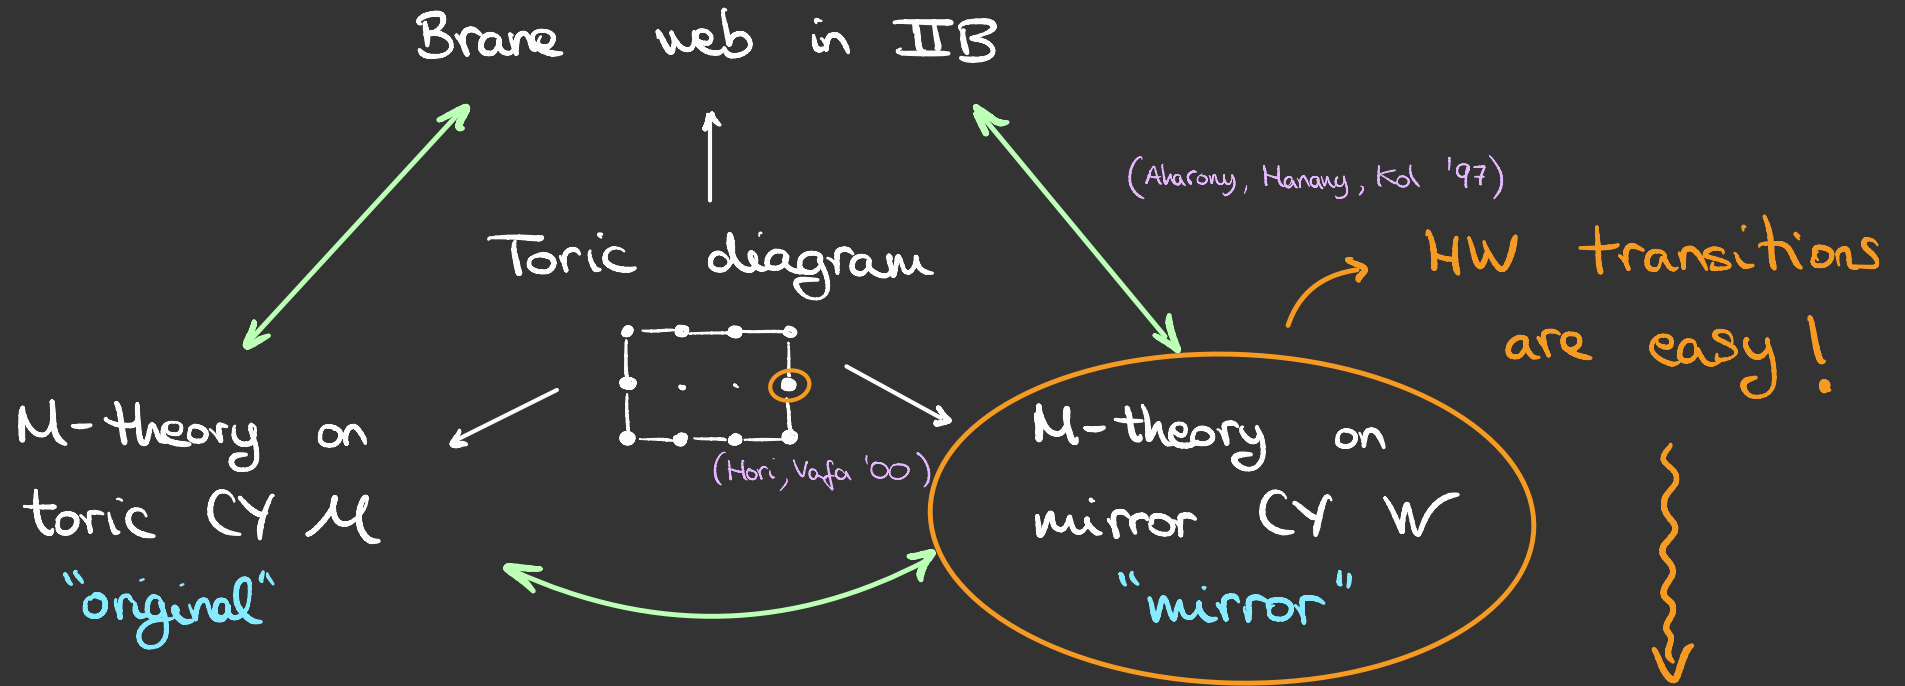 Brane web in IIB
(Aharony, Hanany, Kol '97)
Toric diagram
HW transitions
are easy!
M-theory on
toric CY M
"original"
(Hori, Vafa '00)
M-theory on
mirror CY W
"mirror"